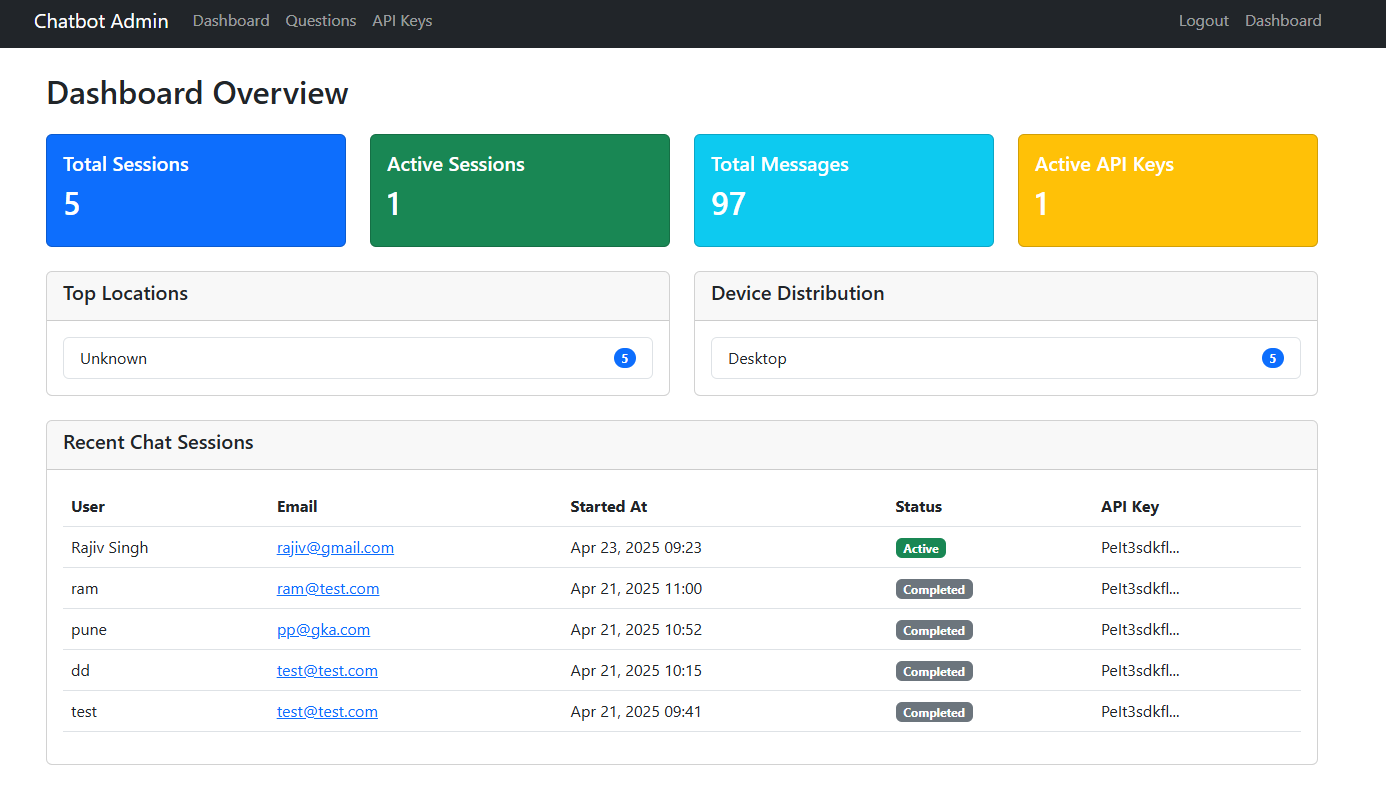 Chatbot Admin Dashboard Questions API Keys Logout Dashboard
Dashboard Overview
Total Sessions Active Sessions Total Messages Active API Keys
5 1 97 1
Top Locations Device Distribution
Unknown 5 Desktop 5
Recent Chat Sessions
User Email Started At Status API Key
Rajiv Singh rajiv@gmail.com Apr 23, 2025 09:23 Active PeIt3sdkfl...
ram ram@test.com Apr 21, 2025 11:00 Completed PeIt3sdkfl...
pune pp@gka.com Apr 21, 2025 10:52 Completed PeIt3sdkfl...
dd test@test.com Apr 21, 2025 10:15 Completed PeIt3sdkfl...
test test@test.com Apr 21, 2025 09:41 Completed PeIt3sdkfl...